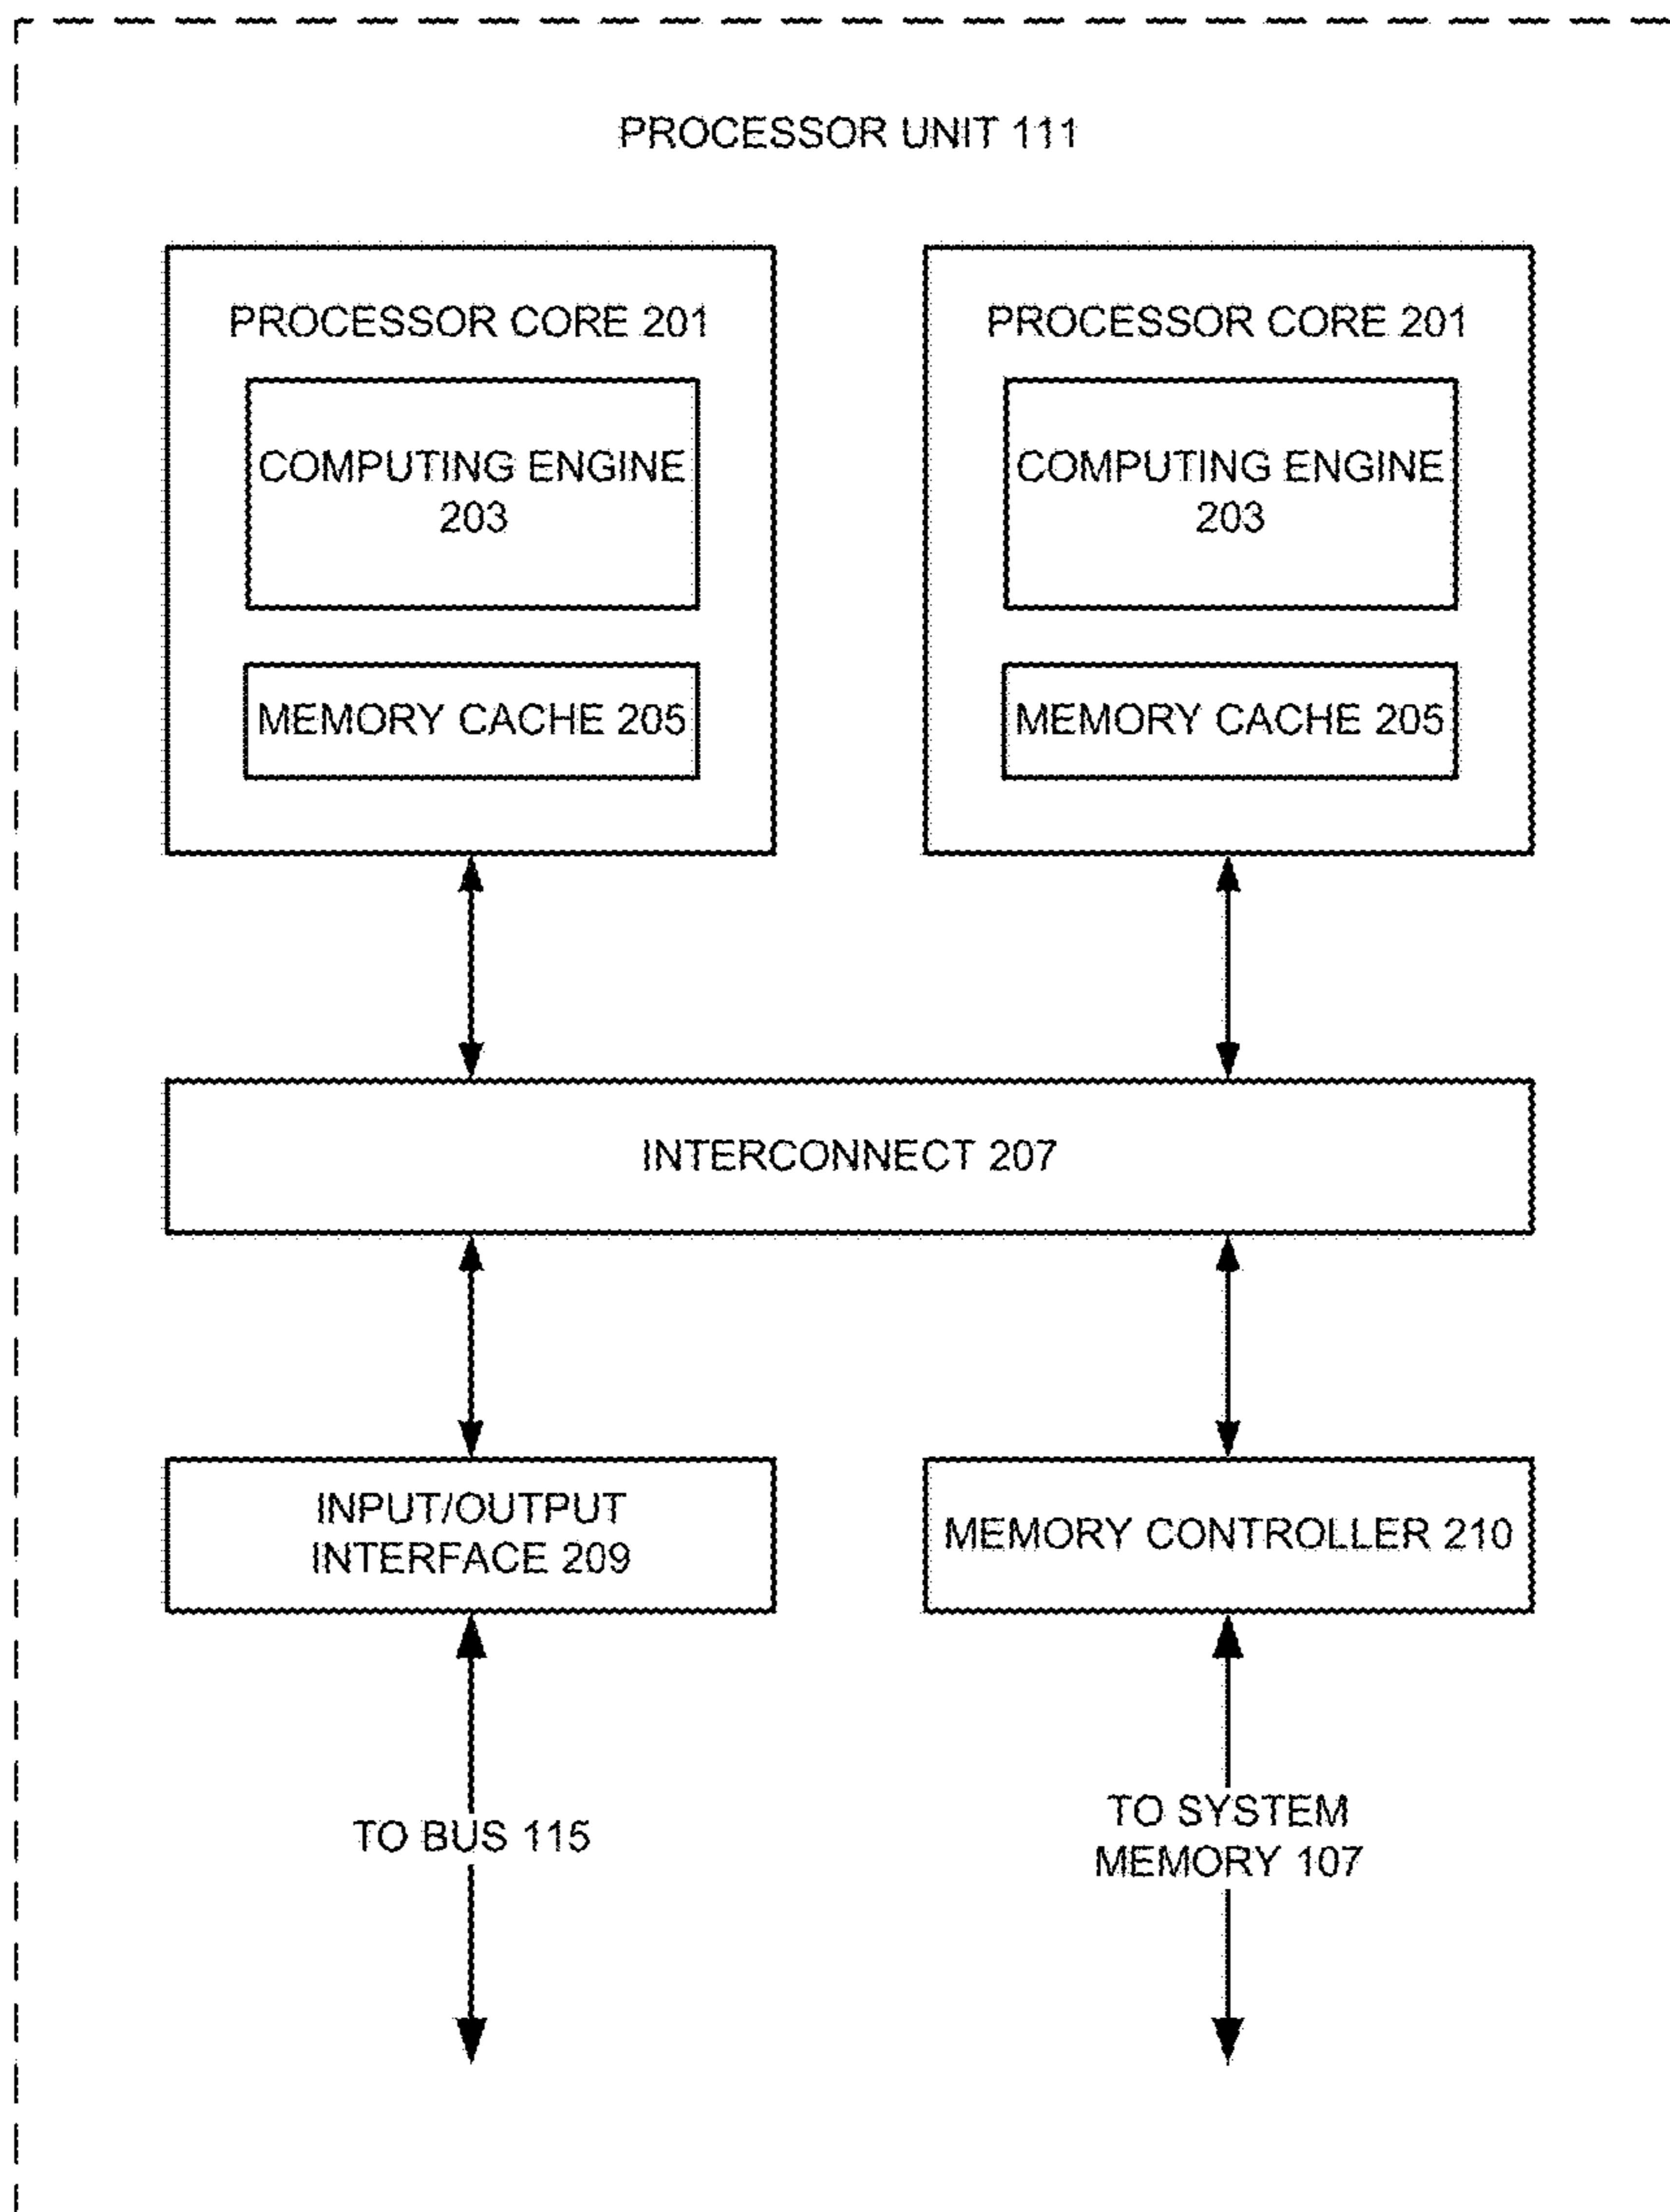 PROCESSOR UNIT 111
PROCESSOR CORE 201
COMPUTING ENGINE
203
MEMORY CACHE 205
PROCESSOR CORE 201
COMPUTING ENGINE
203
MEMORY CACHE 205
INTERCONNECT 207
INPUT/OUTPUT
INTERFACE 209
MEMORY CONTROLLER 210
TO BUS 115
TO SYSTEM
MEMORY 107